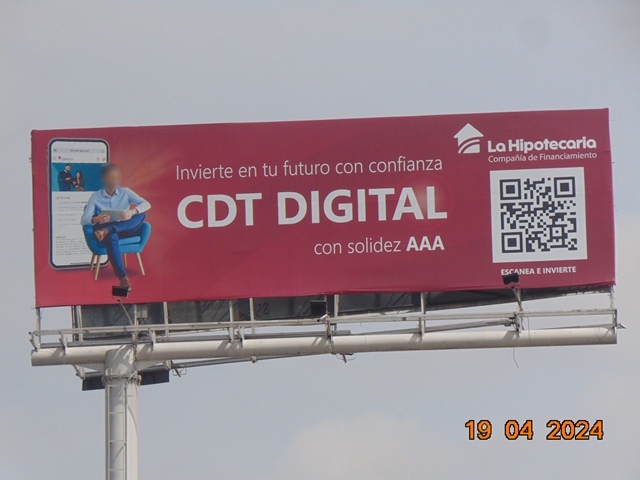 Invierte en tu futuro con confianza
CDT DIGITAL
con solidez AAA
La Hipotecaria
Compañía de Financiamiento
ESCANEA E INVIERTE
19 04 2024